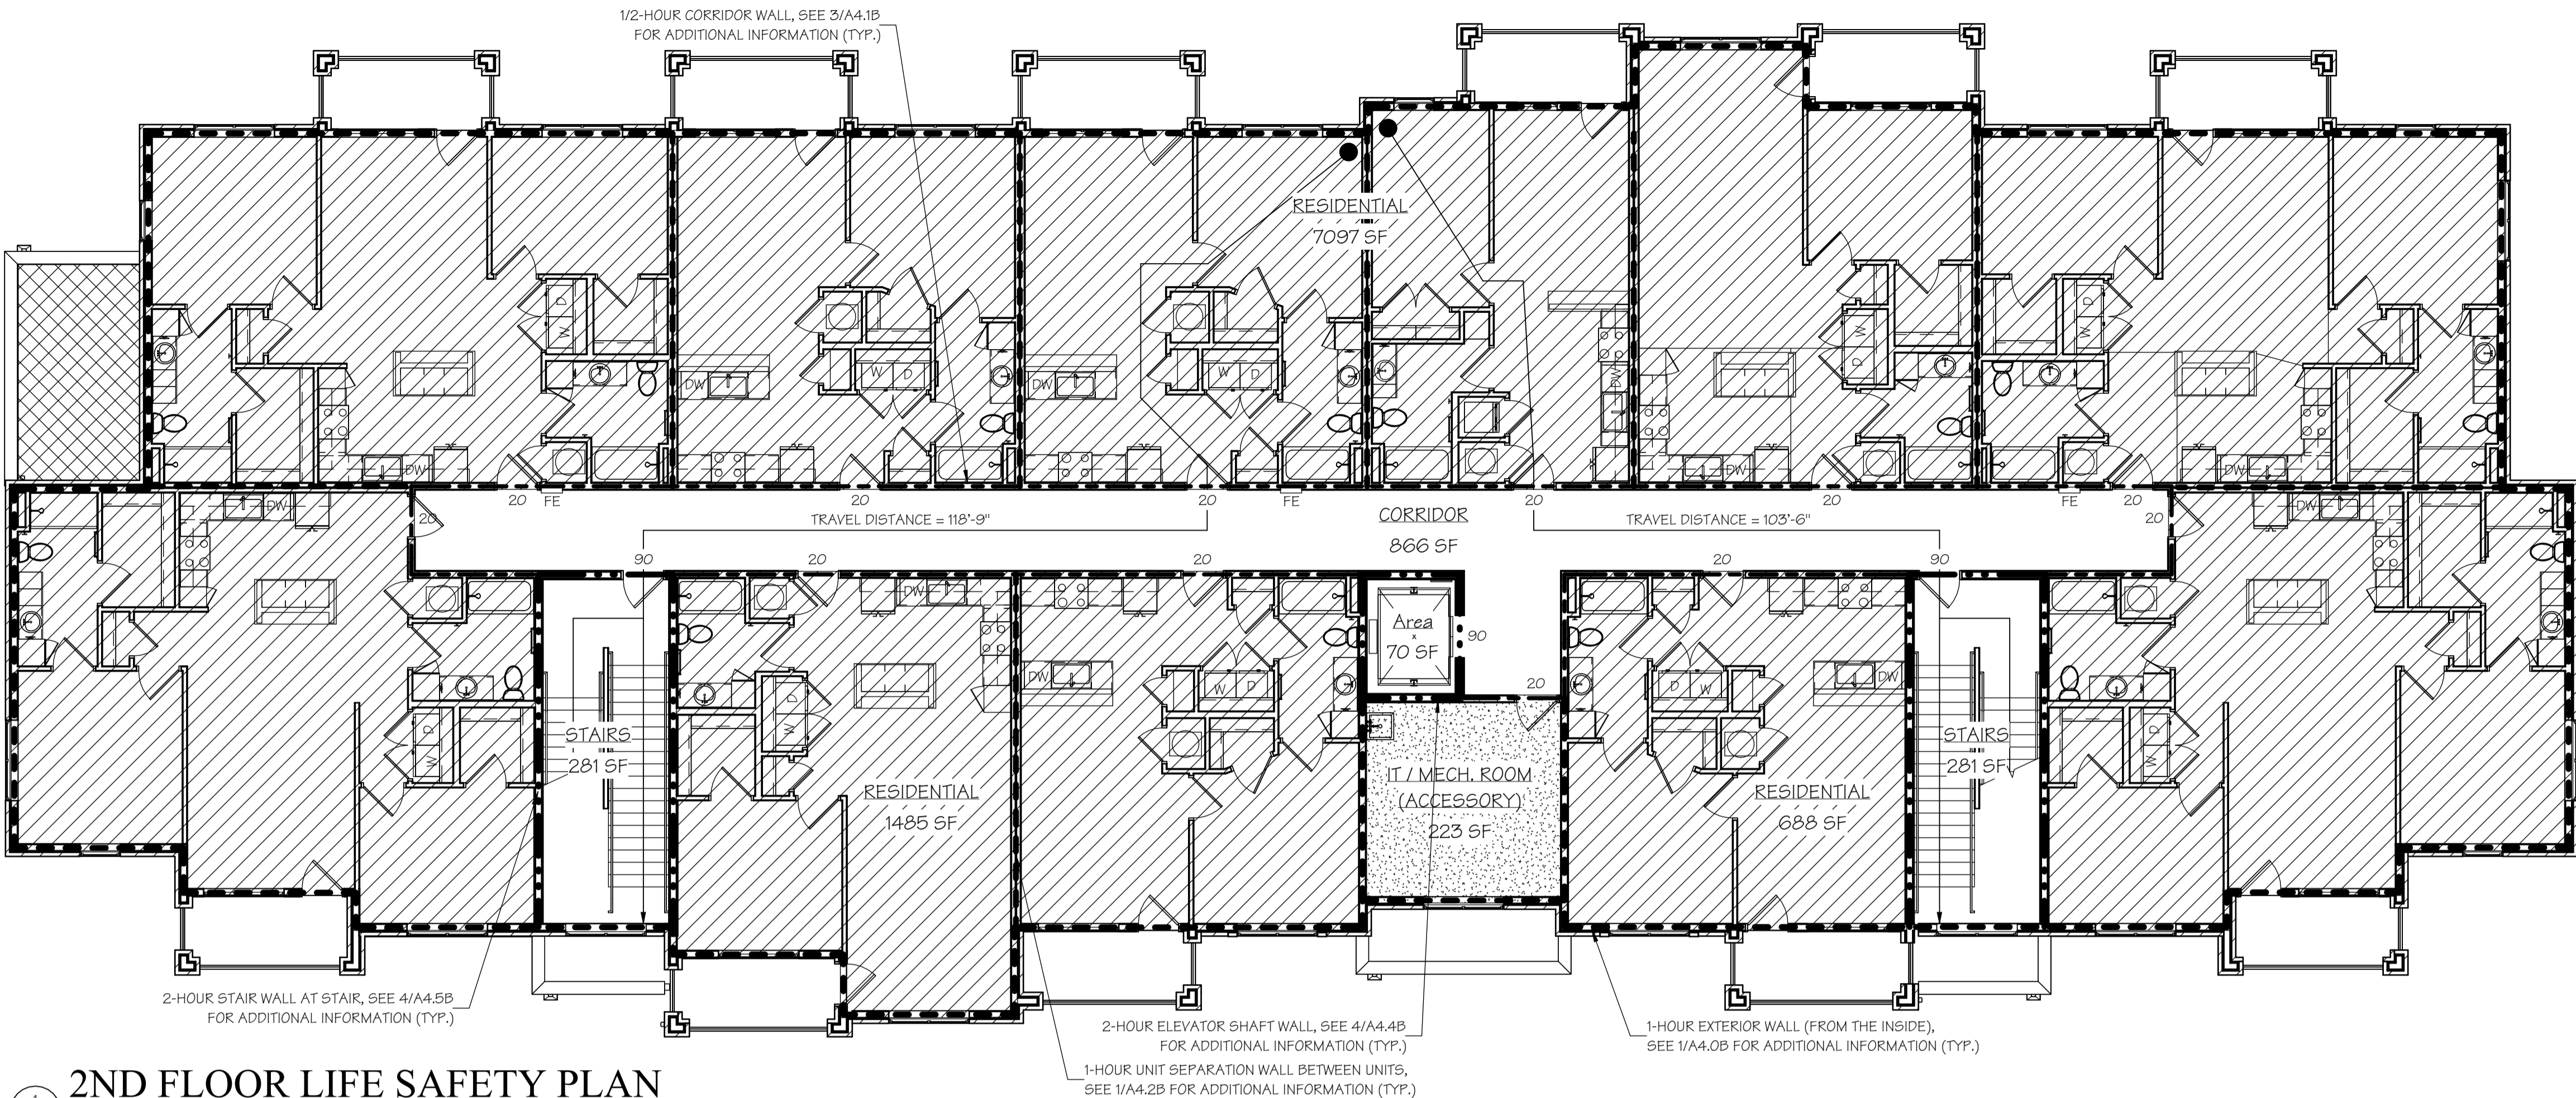 1/2-HOUR CORRIDOR WALL, SEE 3/A4.1B
FOR ADDITIONAL INFORMATION (TYP.)
RESIDENTIAL
7097 SF
D
W
W
D
DW
DW
DW
W
D
W
D
DW
DW
DW
W
D
DW
D
W
DW
20
FE
20
20
FE
20
20
FE
20
DW
20
TRAVEL DISTANCE = 118'-9"
CORRIDOR
866 SF
TRAVEL DISTANCE = 103'-6"
20
DW
90
20
20
20
90
DW
DW
Area
x
70 SF
90
DW
W
D
D
W
DW
20
D
W
W
D
W
STAIRS
281 SF
RESIDENTIAL
1485 SF
IT / MECH. ROOM
(ACCESSORY)
223 SF
RESIDENTIAL
688 SF
STAIRS
281 SF
D
W
2-HOUR STAIR WALL AT STAIR, SEE 4/A4.5B
FOR ADDITIONAL INFORMATION (TYP.)
2-HOUR ELEVATOR SHAFT WALL, SEE 4/A4.4B
FOR ADDITIONAL INFORMATION (TYP.)
1-HOUR EXTERIOR WALL (FROM THE INSIDE),
SEE 1/A4.0B FOR ADDITIONAL INFORMATION (TYP.)
1-HOUR UNIT SEPARATION WALL BETWEEN UNITS,
SEE 1/A4.2B FOR ADDITIONAL INFORMATION (TYP.)
2ND FLOOR LIFE SAFETY PLAN